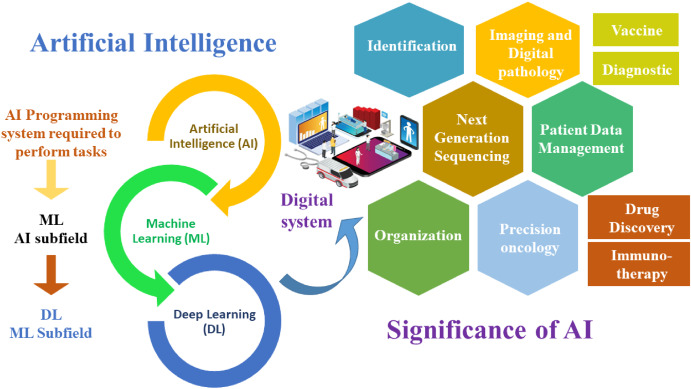 Artificial Intelligence
AI Programming
system required to
perform tasks
ML
AI subfield
DL
ML Subfield
Artificial
Intelligence (AI)
Machine
Learning (ML)
Deep Learning
(DL)
Digital
system
Identification
Imaging and
Digital
pathology
Vaccine
Diagnostic
Next
Generation
Sequencing
Patient Data
Management
Organization
Precision
oncology
Drug
Discovery
Immuno-
therapy
Significance of AI